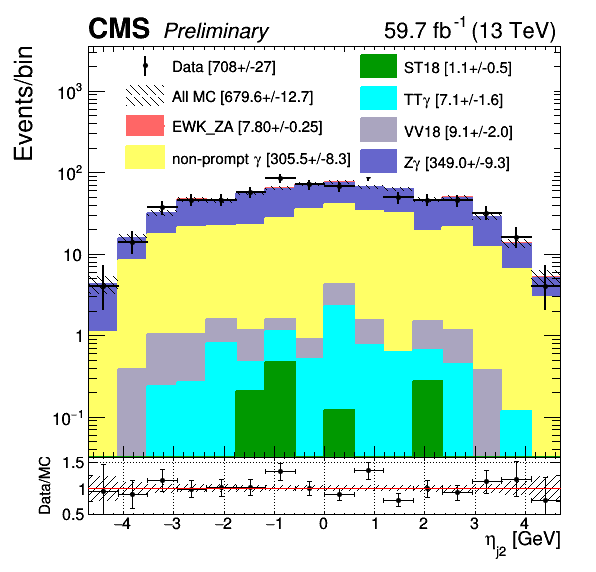 CMS Preliminary 59.7 fb⁻¹ (13 TeV)
Events/bin
Data [708+/-27]
All MC [679.6+/-12.7]
EWK_ZA [7.80+/-0.25]
non-prompt γ [305.5+/-8.3]
ST18 [1.1+/-0.5]
TTγ [7.1+/-1.6]
VV18 [9.1+/-2.0]
Zγ [349.0+/-9.3]
10³
10²
10
1
10⁻¹
Data/MC
1.5
1
0.5
−4 −3 −2 −1 0 1 2 3 4
η_j2 [GeV]